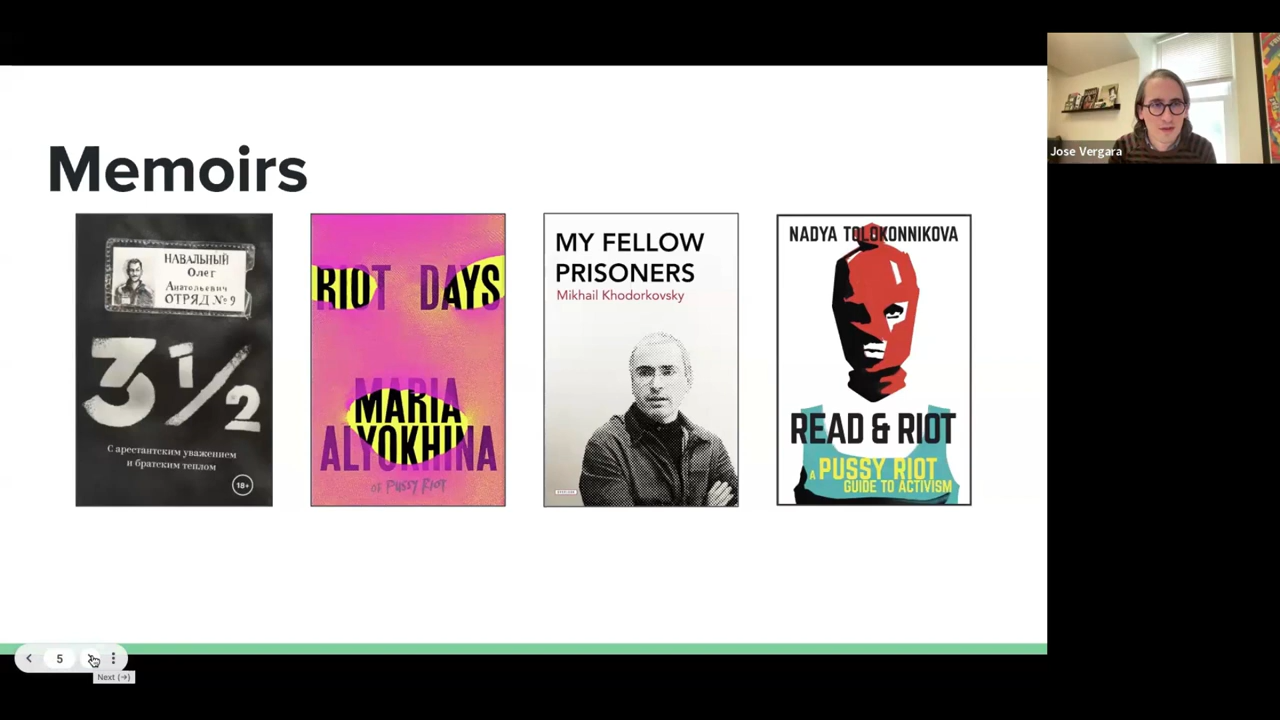 Memoirs
НАВАЛЬНЫЙ
Олег
Анатольевич
ОТРЯД № 9
3 1/2
С арестантским уважением
и братским теплом
18+
RIOT DAYS
MARIA
ALYOKHINA
OF PUSSY RIOT
MY FELLOW
PRISONERS
Mikhail Khodorkovsky
NADYA TOLOKONNIKOVA
READ & RIOT
A PUSSY RIOT
GUIDE TO ACTIVISM
Jose Vergara
5
Next (→)